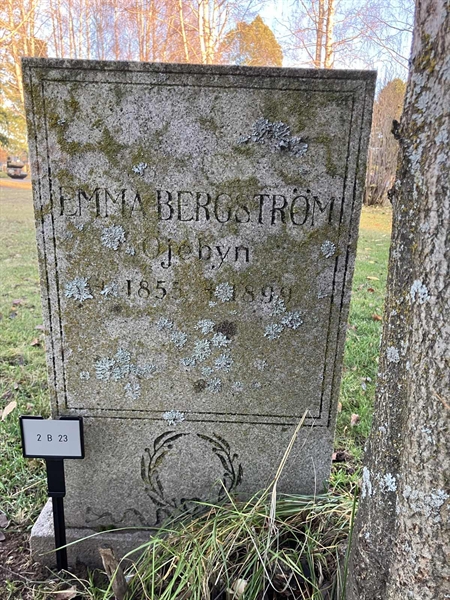 EMMA BERGSTRÖM
Öjebyn
* 1855 † 1899
2 B 23